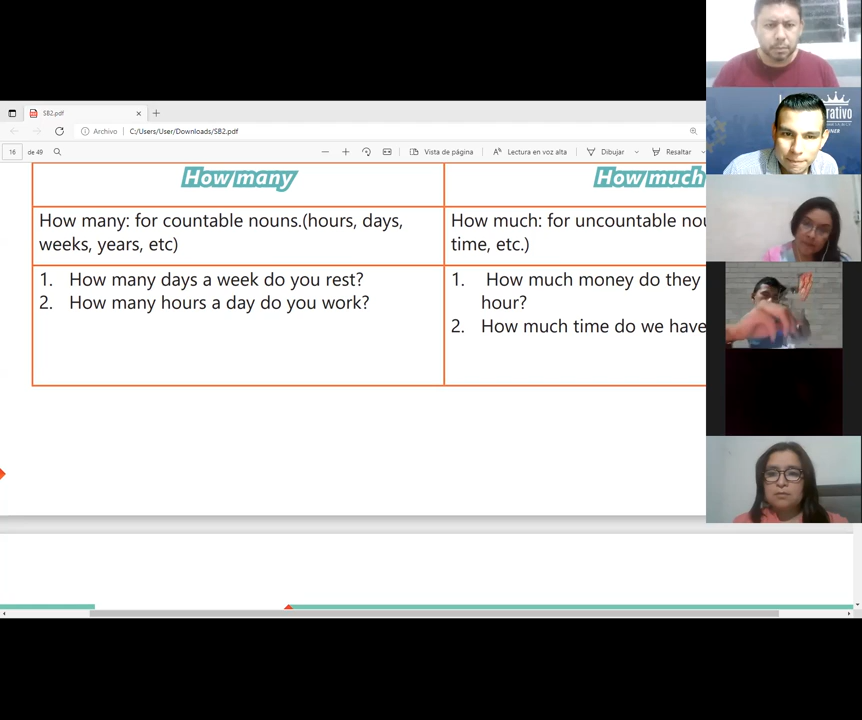 SB2.pdf
Archivo C:/Users/User/Downloads/SB2.pdf
16 de 49 Vista de página Lectura en voz alta Dibujar Resaltar
How many
How much
How many: for countable nouns.(hours, days,
weeks, years, etc)
How much: for uncountable
time, etc.)
1. How many days a week do you rest?
2. How many hours a day do you work?
1. How much money do they
hour?
2. How much time do we have